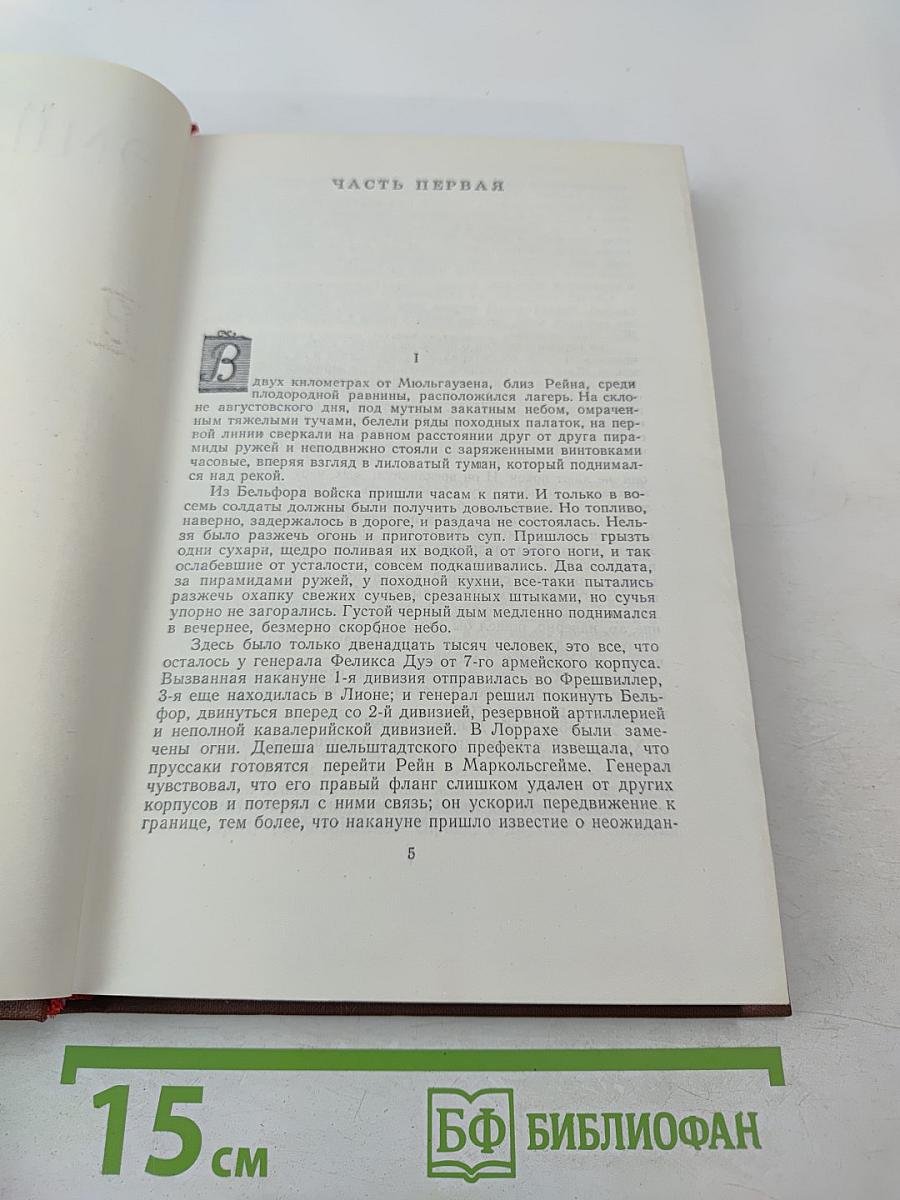 ЧАСТЬ ПЕРВАЯ
I
В двух километрах от Мюльгаузена, близ Рейна, среди
плодородной равнины, расположился лагерь. На скло-
не августовского дня, под мутным закатным небом, омрачен-
ным тяжелыми тучами, белели ряды походных палаток, на пер-
вой линии сверкали на равном расстоянии друг от друга пира-
миды ружей и неподвижно стояли с заряженными винтовками
часовые, вперяя взгляд в лиловатый туман, который поднимал-
ся над рекой.
Из Бельфора войска пришли часам к пяти. И только в во-
семь солдаты должны были получить довольствие. Но топливо,
наверно, задержалось в дороге, и раздача не состоялась. Нель-
зя было разжечь огонь и приготовить суп. Пришлось грызть
одни сухари, щедро поливая их водкой, а от этого ноги, и так
ослабевшие от усталости, совсем подкашивались. Два солдата,
за пирамидами ружей, у походной кухни, все-таки пытались
разжечь охапку свежих сучьев, срезанных штыками, но сучья
упорно не загорались. Густой черный дым медленно поднимался
в вечернее, безмерно скорбное небо.
Здесь было только двенадцать тысяч человек, это все, что
осталось у генерала Феликса Дуэ от 7-го армейского корпуса.
Вызванная накануне 1-я дивизия отправилась во Фрешвиллер,
3-я еще находилась в Лионе; и генерал решил покинуть Бель-
фор, двинуться вперед со 2-й дивизией, резервной артиллерией
и неполной кавалерийской дивизией. В Лоррахе были заме-
чены огни. Депеша шельштадтского префекта извещала, что
пруссаки готовятся перейти Рейн в Маркольсгейме. Генерал
чувствовал, что его правый фланг слишком удален от других
корпусов и потерял с ними связь; он ускорил передвижение к
границе, тем более, что накануне пришло известие о неожидан-
5
15 см
БФ БИБЛИОФАН